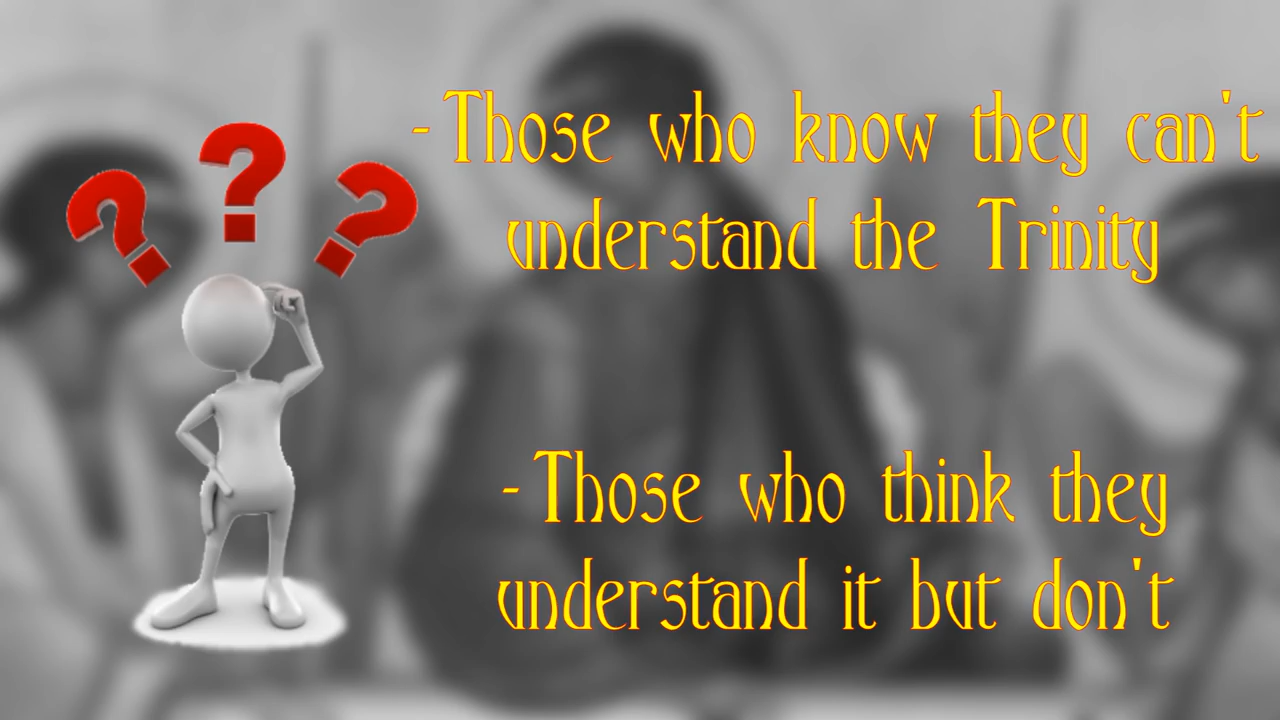 -Those who know they can't
understand the Trinity
-Those who think they
understand it but don't